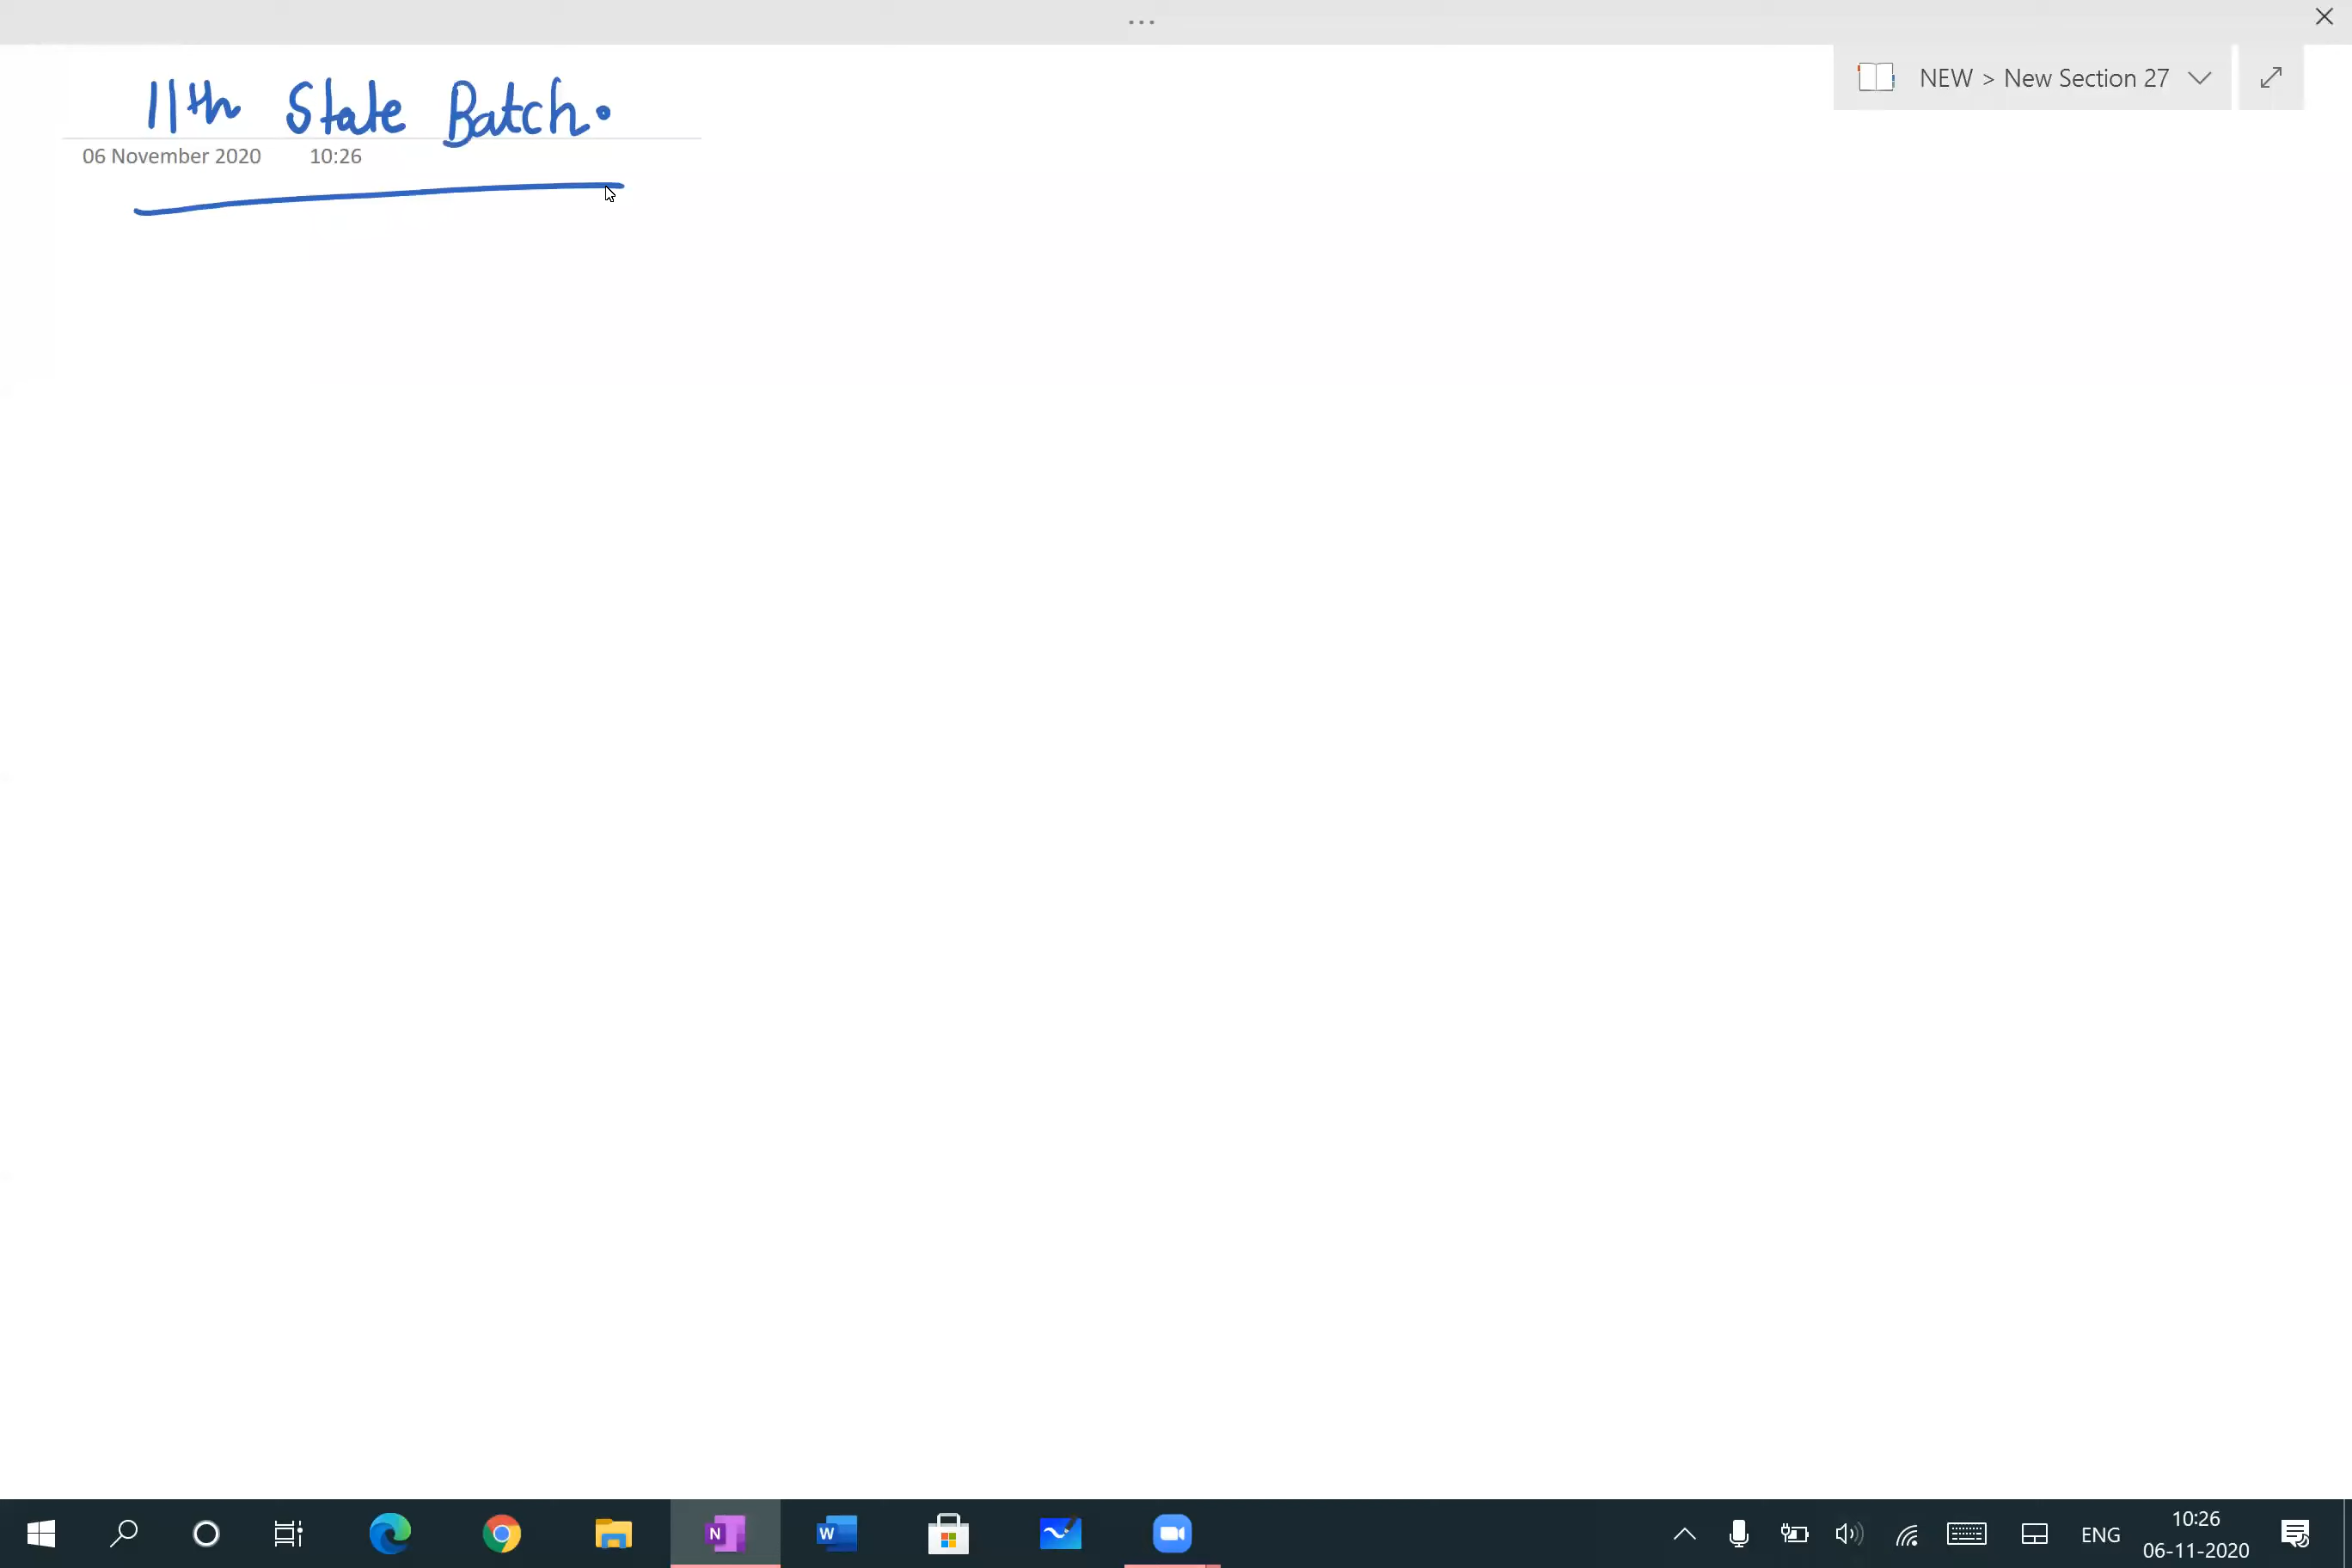 NEW > New Section 27
11th State Batch.
06 November 2020 10:26
ENG
10:26
06-11-2020